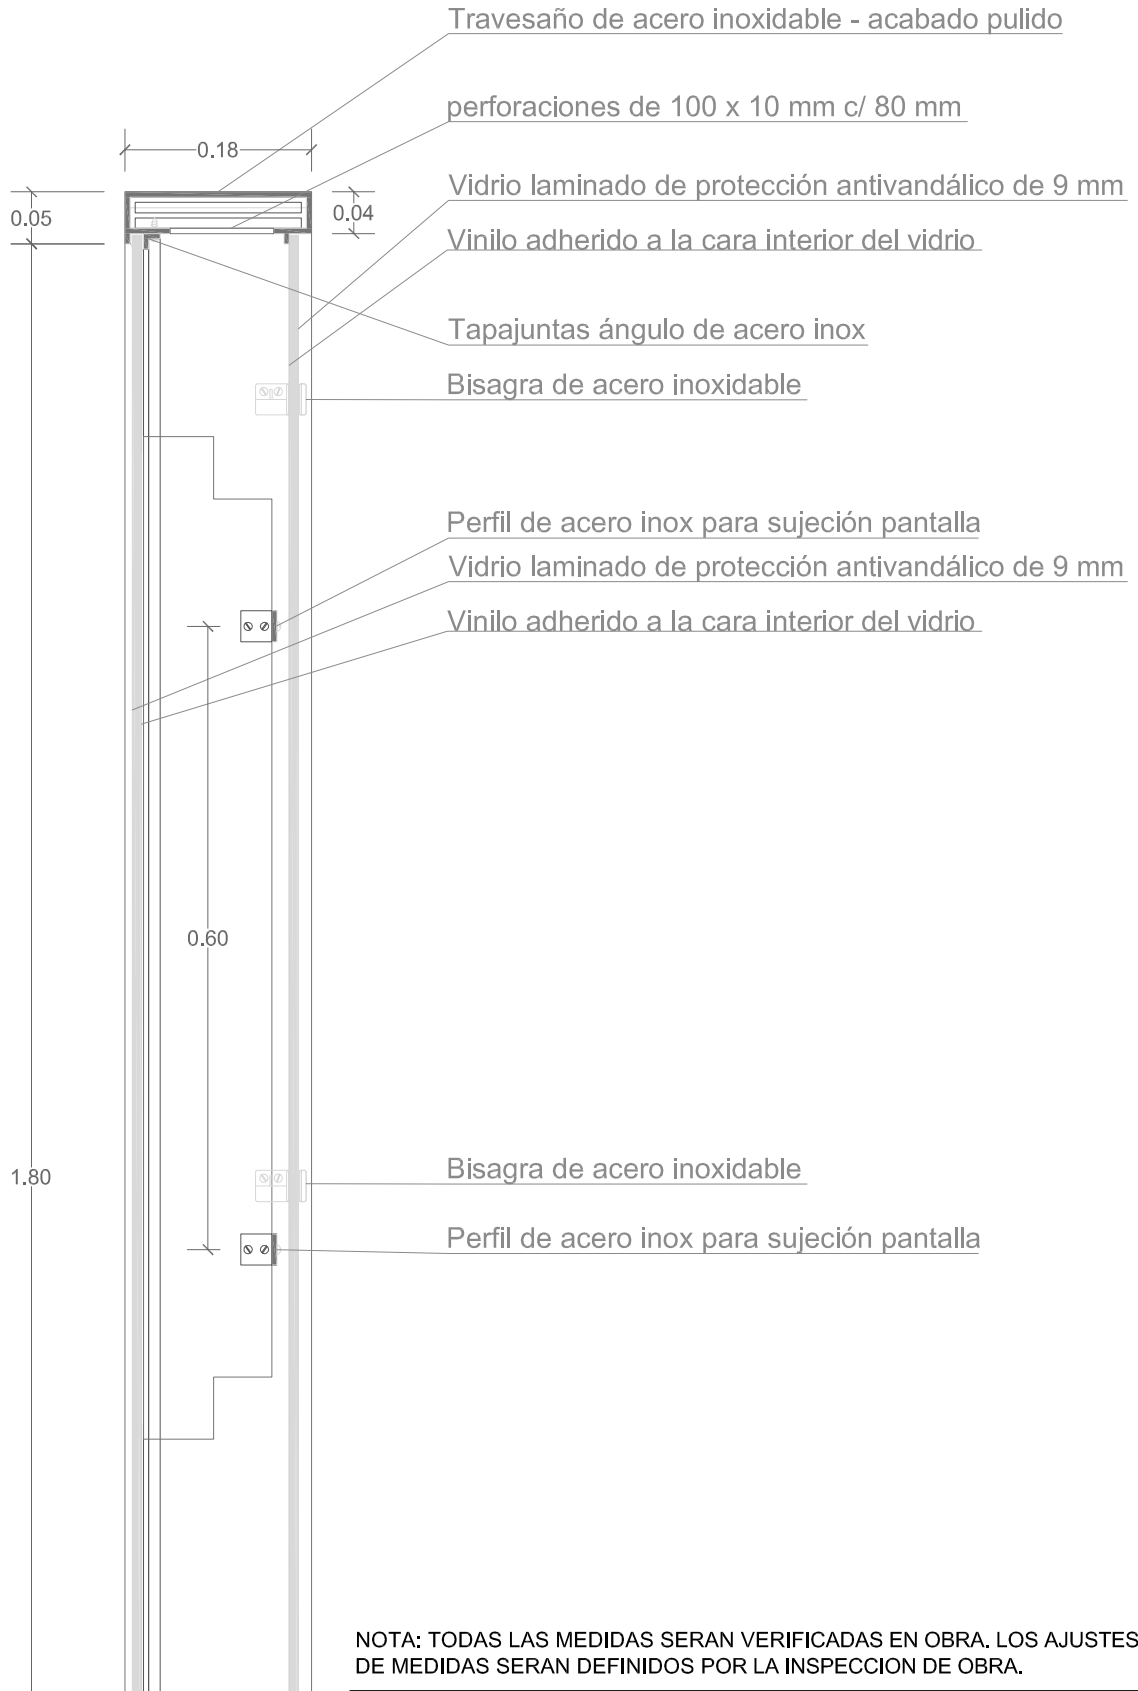 Travesaño de acero inoxidable - acabado pulido
perforaciones de 100 x 10 mm c/ 80 mm
0.18
Vidrio laminado de protección antivandálico de 9 mm
0.05
0.04
Vinilo adherido a la cara interior del vidrio
Tapajuntas ángulo de acero inox
Bisagra de acero inoxidable
Perfil de acero inox para sujeción pantalla
Vidrio laminado de protección antivandálico de 9 mm
Vinilo adherido a la cara interior del vidrio
0.60
1.80
Bisagra de acero inoxidable
Perfil de acero inox para sujeción pantalla
NOTA: TODAS LAS MEDIDAS SERAN VERIFICADAS EN OBRA. LOS AJUSTES
DE MEDIDAS SERAN DEFINIDOS POR LA INSPECCION DE OBRA.